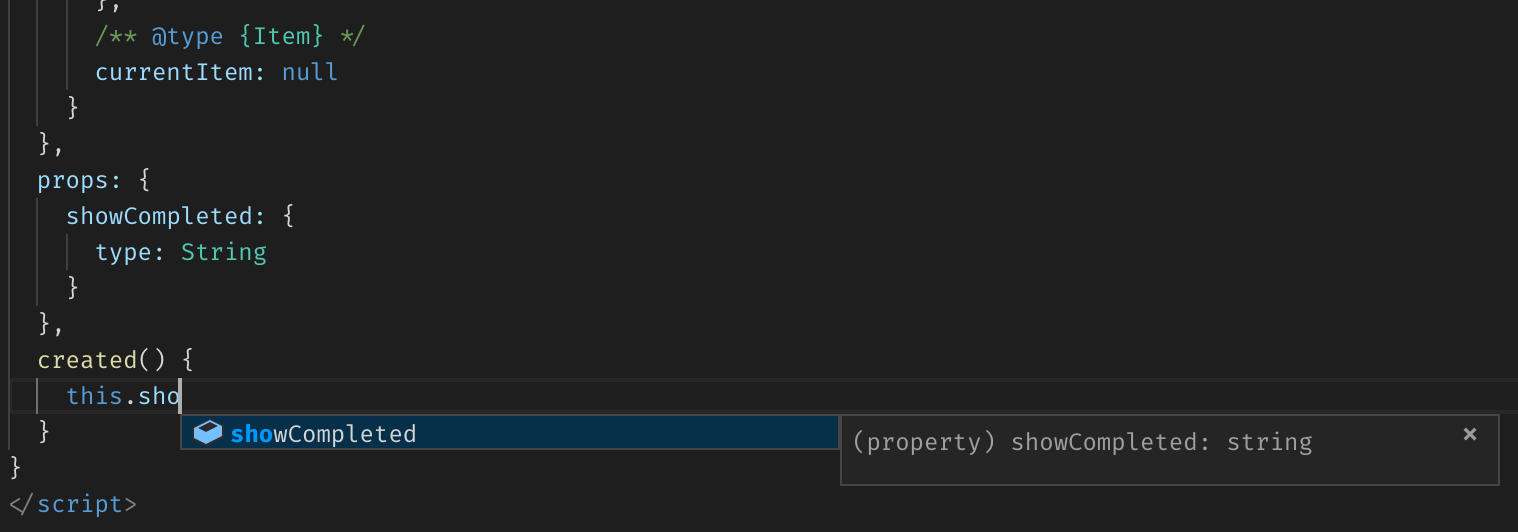 },
/** @type {Item} */
currentItem: null
}
},
props: {
showCompleted: {
type: String
}
},
created() {
this.sho
showCompleted
(property) showCompleted: string ×
}
}
</script>